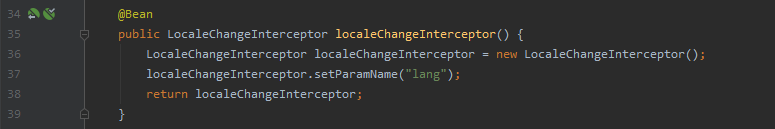 34 @Bean
35 public LocaleChangeInterceptor localeChangeInterceptor() {
36 LocaleChangeInterceptor localeChangeInterceptor = new LocaleChangeInterceptor();
37 localeChangeInterceptor.setParamName("lang");
38 return localeChangeInterceptor;
39 }